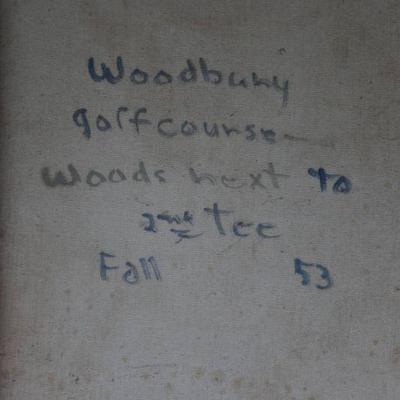 Woodbury
golf course—
woods next to
2nd Tee
Fall 53